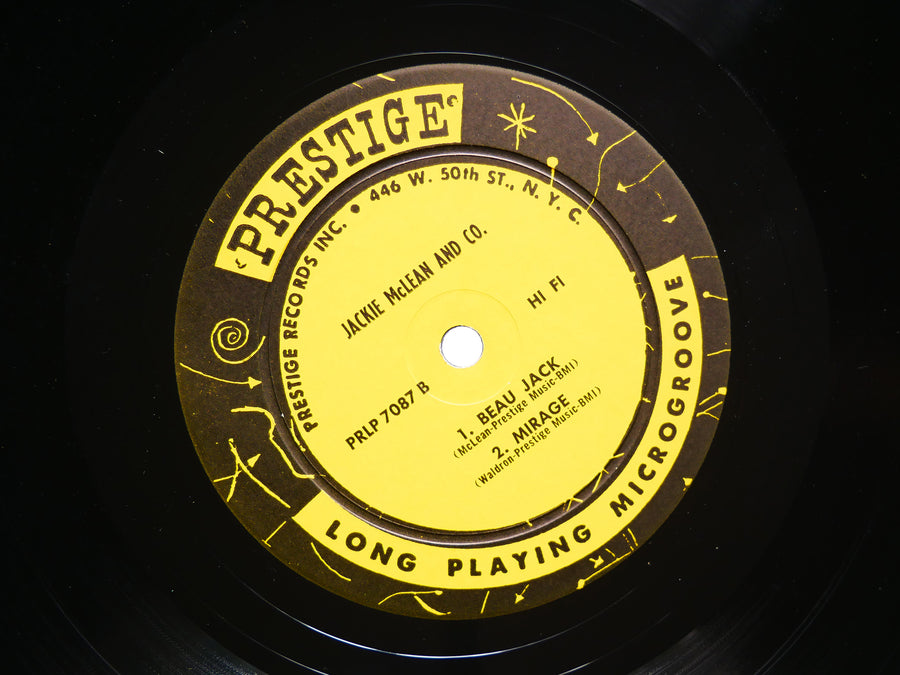 PRESTIGE
PRESTIGE RECORDS INC. • 446 W. 50th ST., N. Y. C.
JACKIE McLEAN AND CO.
HI FI
PRLP 7087 B
1. BEAU JACK
(McLean-Prestige Music-BMI)
2. MIRAGE
(Waldron-Prestige Music-BMI)
LONG PLAYING MICROGROOVE